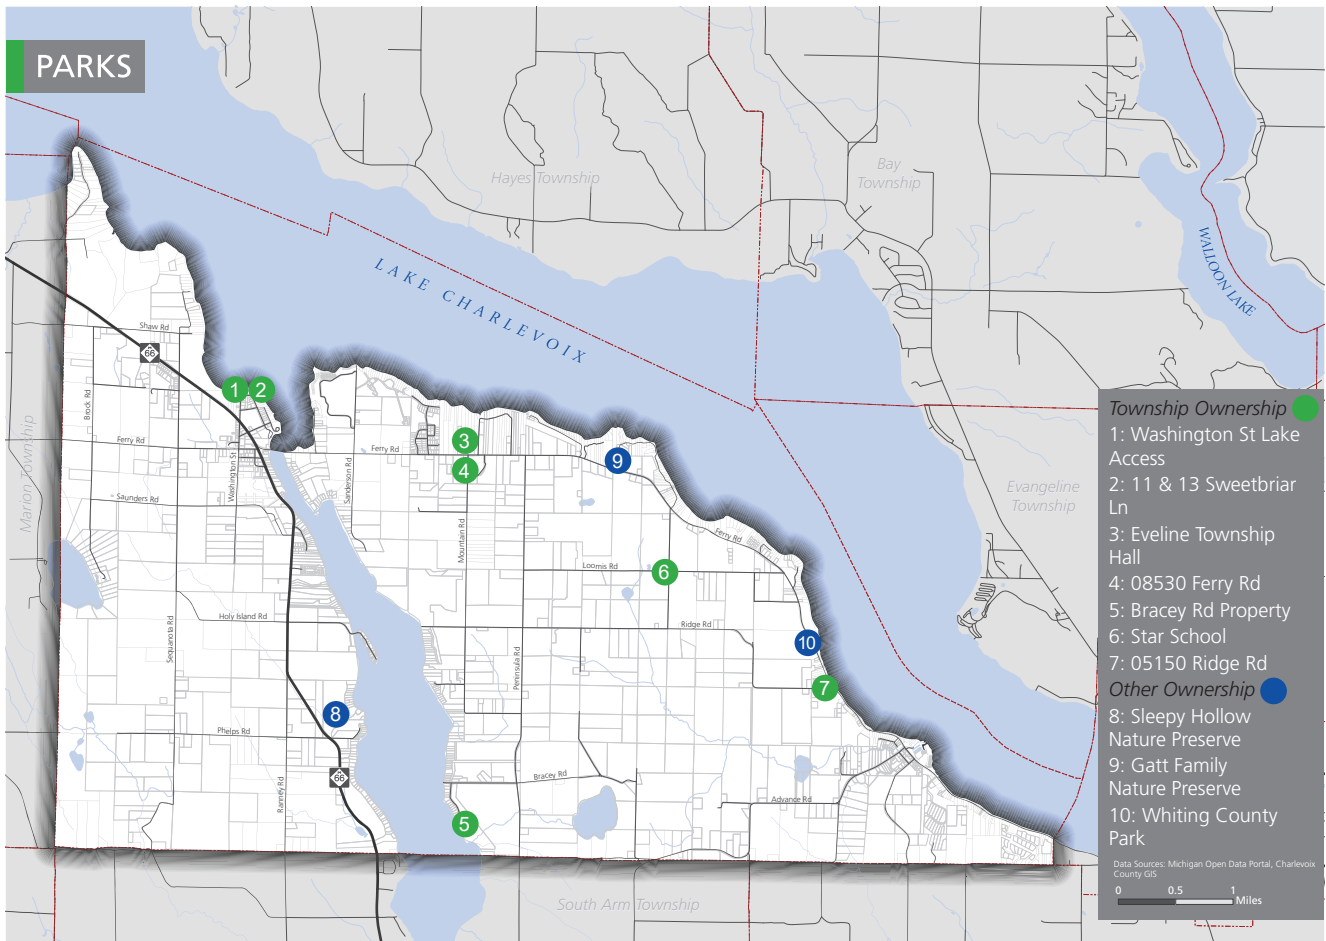 PARKS
Hayes Township
Bay
Township
WALLOON LAKE
LAKE CHARLEVOIX
Shaw Rd
M
66
1
2
Brock Rd
Marion Township
Ferry Rd
Washington St
Ferry Rd
Sanderson Rd
3
4
9
Saunders Rd
Mountain Rd
Ferry Rd
Evangeline
Township
Loomis Rd
6
Holy Island Rd
Sequanota Rd
Ridge Rd
10
Peninsula Rd
7
8
Phelps Rd
M
66
Ranney Rd
Bracey Rd
Advance Rd
5
South Arm Township
Township Ownership
1: Washington St Lake
Access
2: 11 & 13 Sweetbriar
Ln
3: Eveline Township
Hall
4: 08530 Ferry Rd
5: Bracey Rd Property
6: Star School
7: 05150 Ridge Rd
Other Ownership
8: Sleepy Hollow
Nature Preserve
9: Gatt Family
Nature Preserve
10: Whiting County
Park
Data Sources: Michigan Open Data Portal, Charlevoix
County GIS
0 0.5 1
Miles